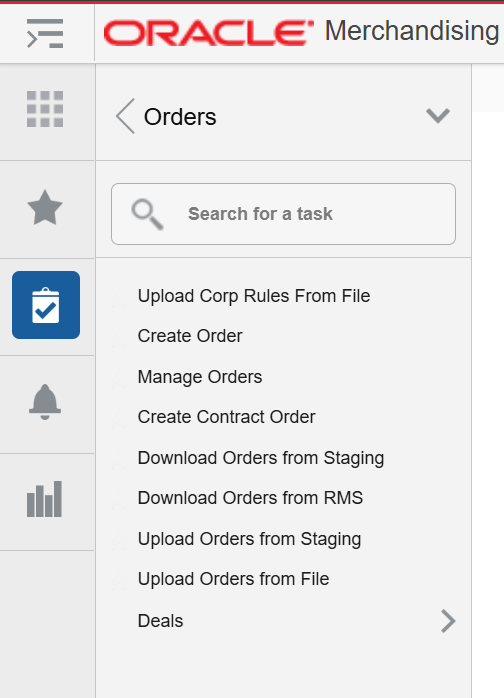 ORACLE Merchandising
Orders
Search for a task
Upload Corp Rules From File
Create Order
Manage Orders
Create Contract Order
Download Orders from Staging
Download Orders from RMS
Upload Orders from Staging
Upload Orders from File
Deals